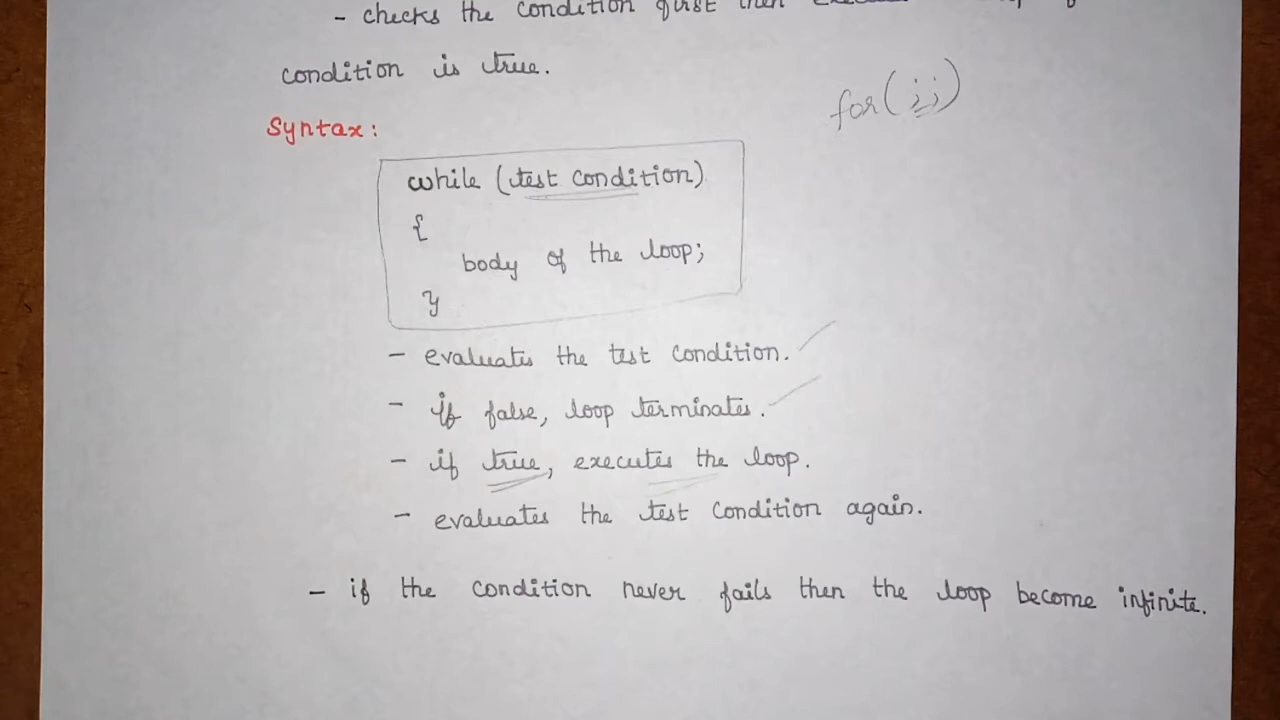 - checks the condition first then
condition is true.
for(;;)
Syntax:
while (test condition)
{
body of the loop;
}
- evaluates the test condition.
- if false, loop terminates.
- if true, executes the loop.
- evaluates the test condition again.
- if the condition never fails then the loop become infinite.